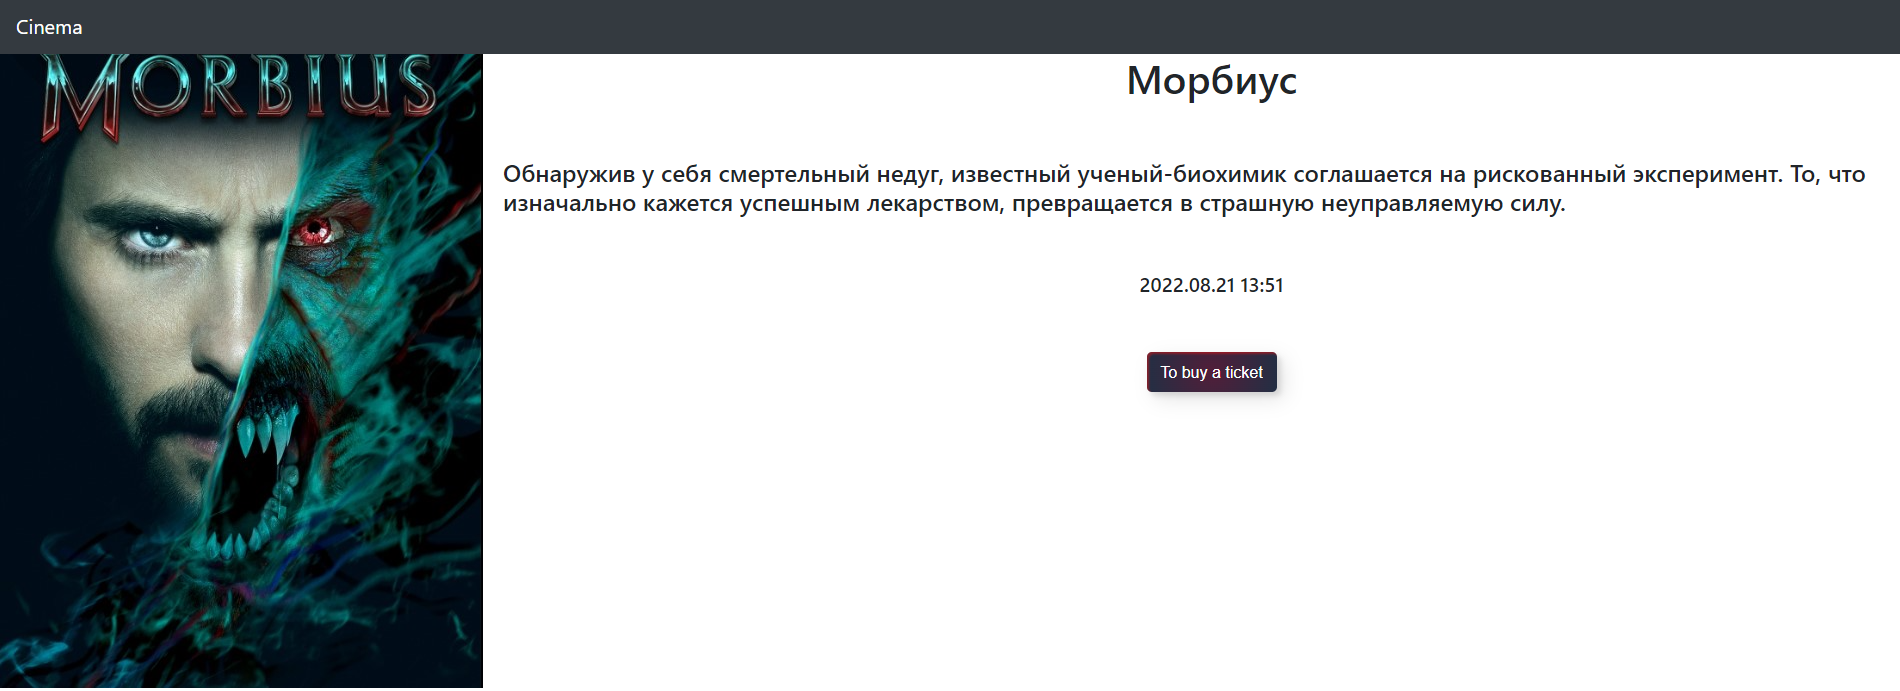 Cinema
MORBIUS
Морбиус
Обнаружив у себя смертельный недуг, известный ученый-биохимик соглашается на рискованный эксперимент. То, что
изначально кажется успешным лекарством, превращается в страшную неуправляемую силу.
2022.08.21 13:51
To buy a ticket